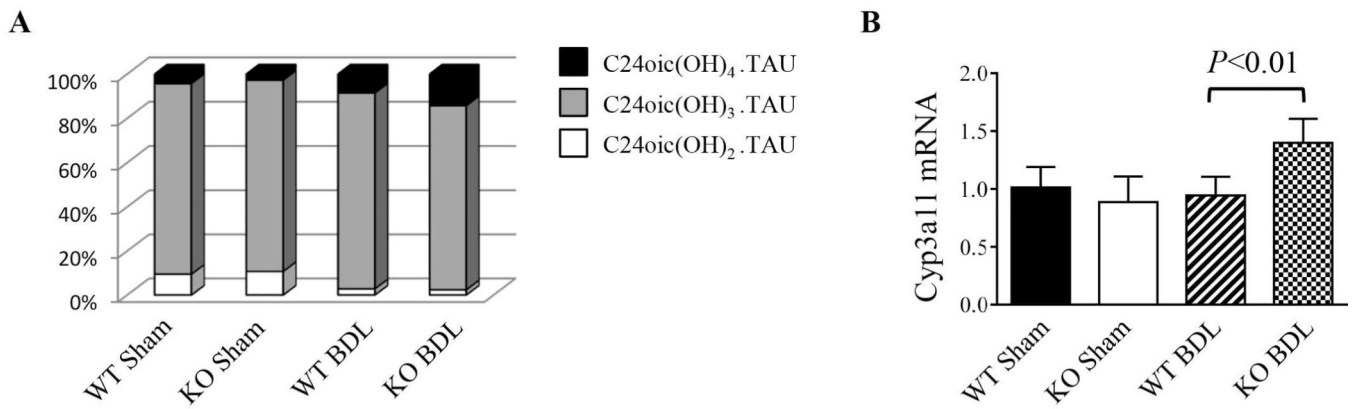 A
100%
80%
60%
40%
20%
0%
WT Sham
KO Sham
WT BDL
KO BDL
C24oic(OH)₄.TAU
C24oic(OH)₃.TAU
C24oic(OH)₂.TAU
B
P<0.01
Cyp3a11 mRNA
2.0
1.5
1.0
0.5
0.0
WT Sham
KO Sham
WT BDL
KO BDL